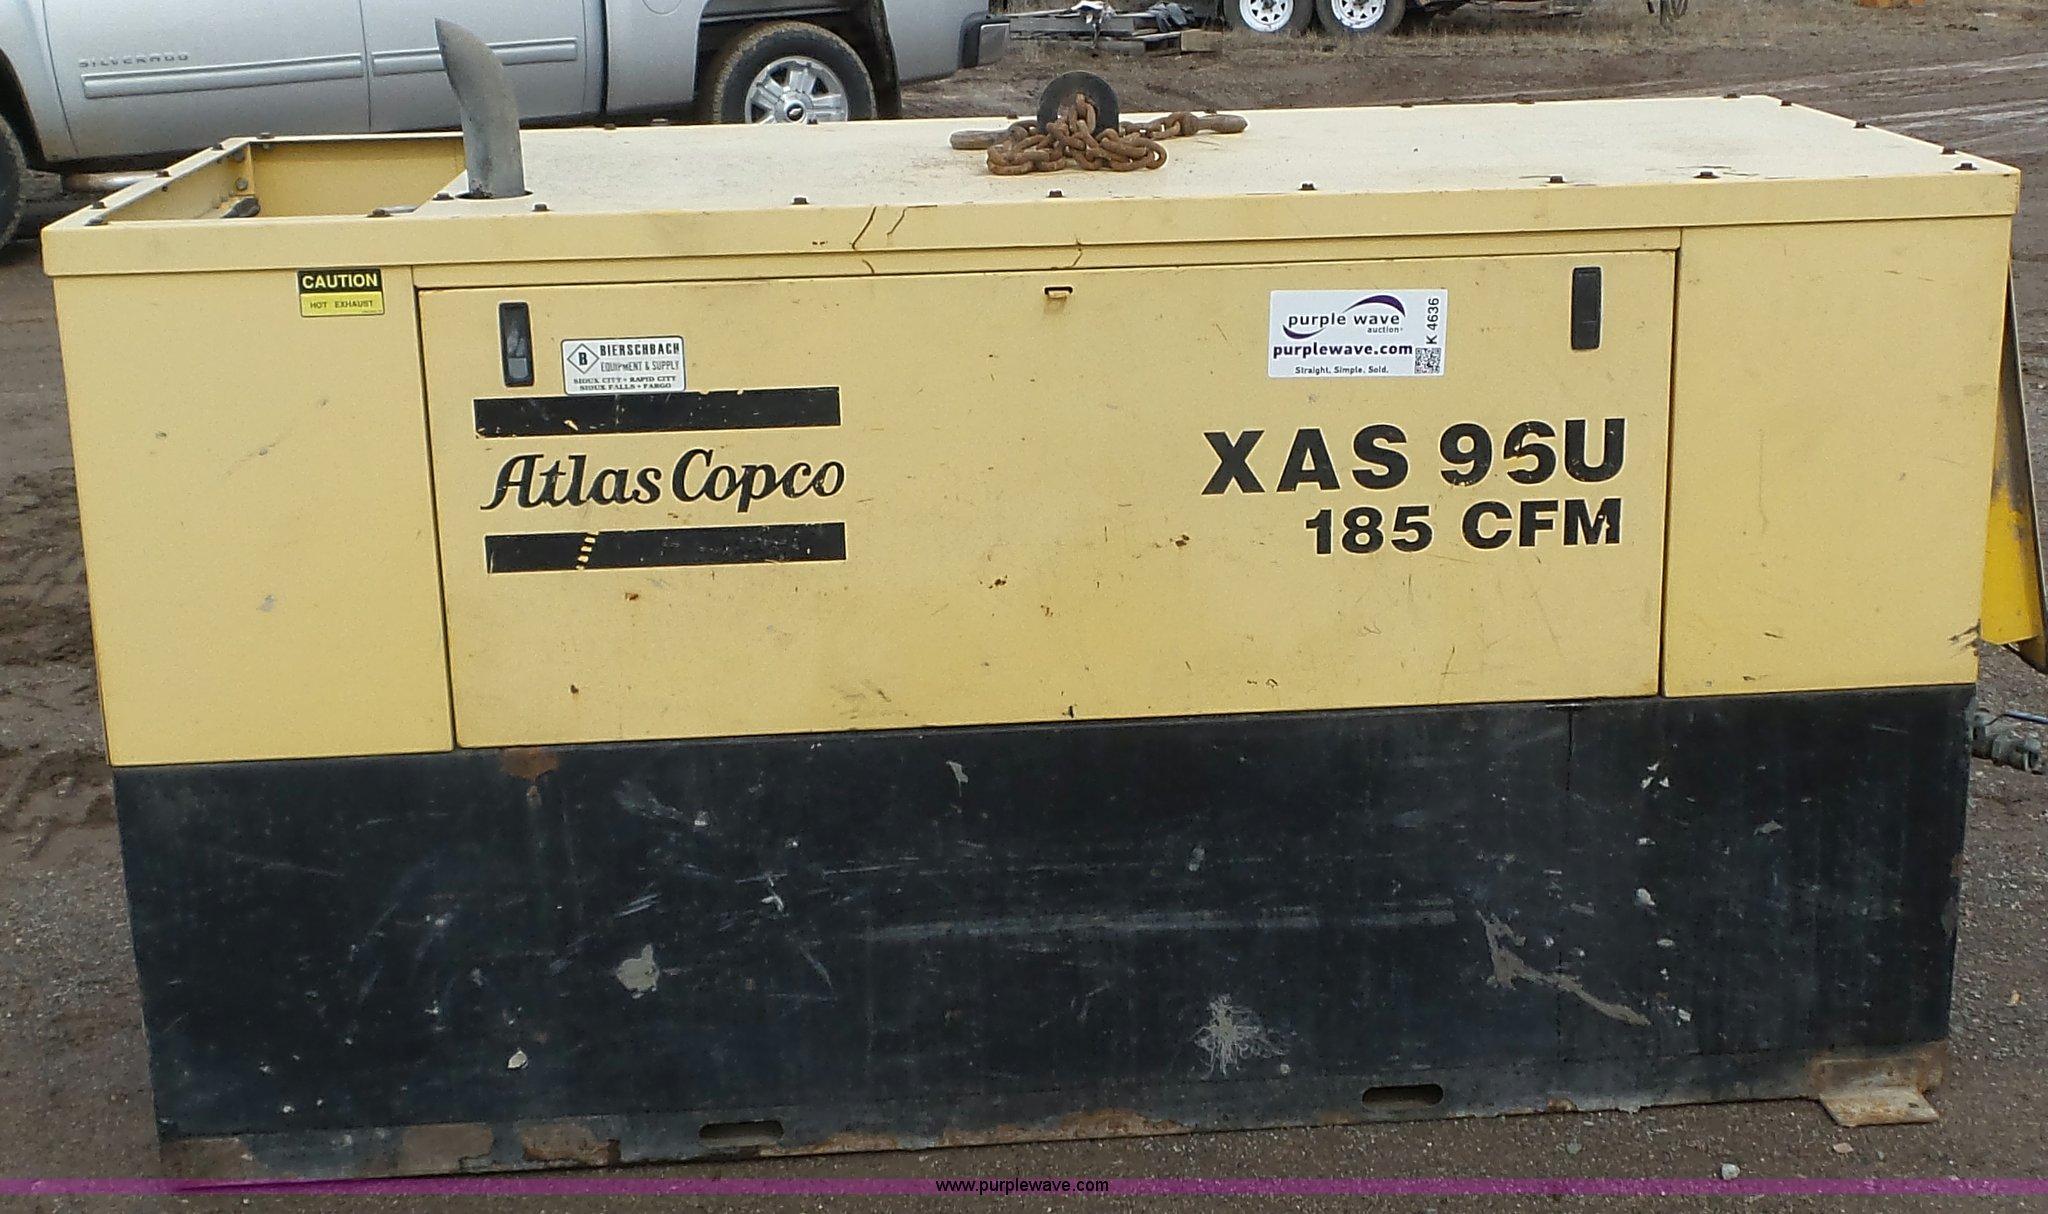 SILVERADO
CAUTION
HOT EXHAUST
B BIERSCHBACH
EQUIPMENT & SUPPLY
SIOUX CITY • RAPID CITY
SIOUX FALLS • FARGO
Atlas Copco
purple wave
auction
purplewave.com
Straight. Simple. Sold.
K 4636
XAS 96U
185 CFM
www.purplewave.com